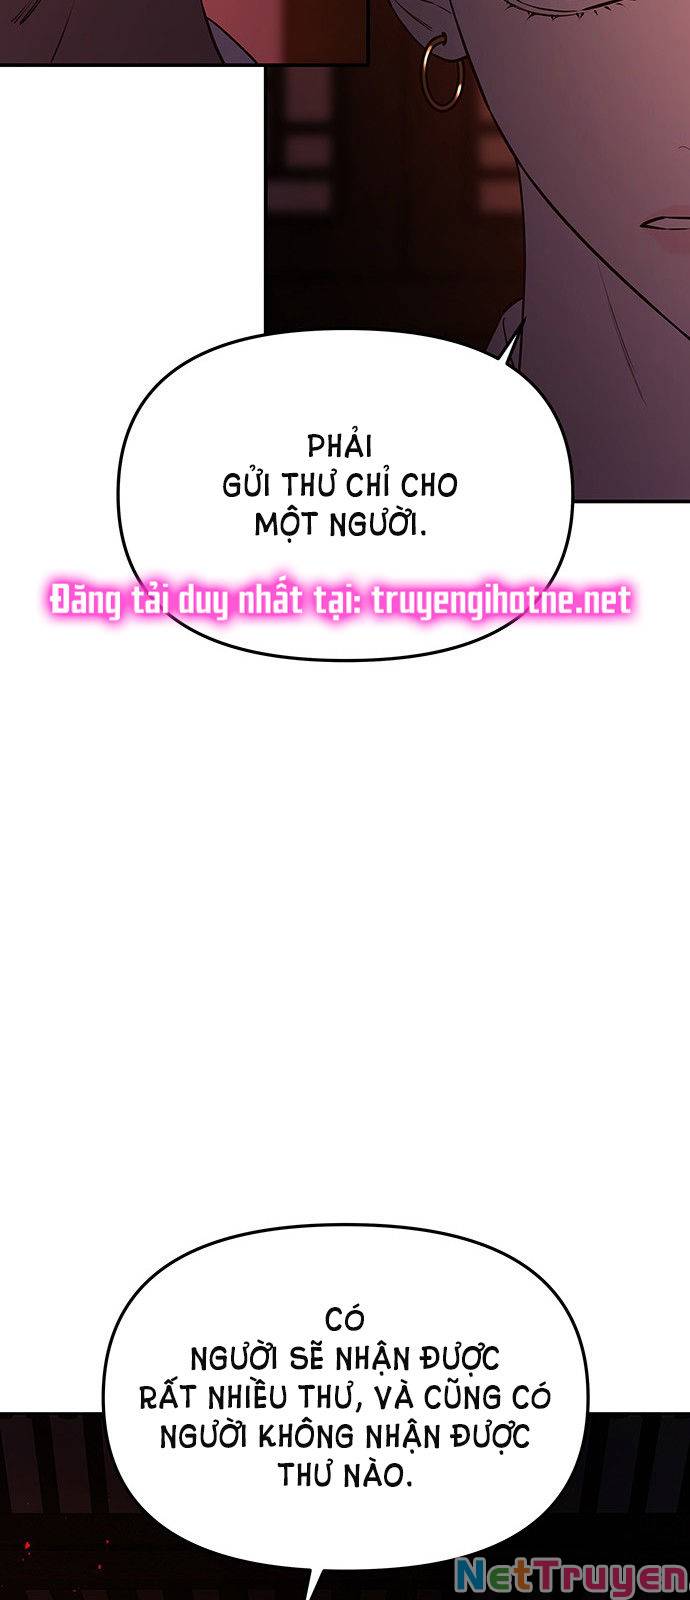 PHẢI
GỬI THƯ CHỈ CHO
MỘT NGƯỜI.
Đăng tải duy nhất tại: truyengihotne.net
CÓ
NGƯỜI SẼ NHẬN ĐƯỢC
RẤT NHIỀU THƯ, VÀ CŨNG CÓ
NGƯỜI KHÔNG NHẬN ĐƯỢC
THƯ NÀO.
NetTruyen